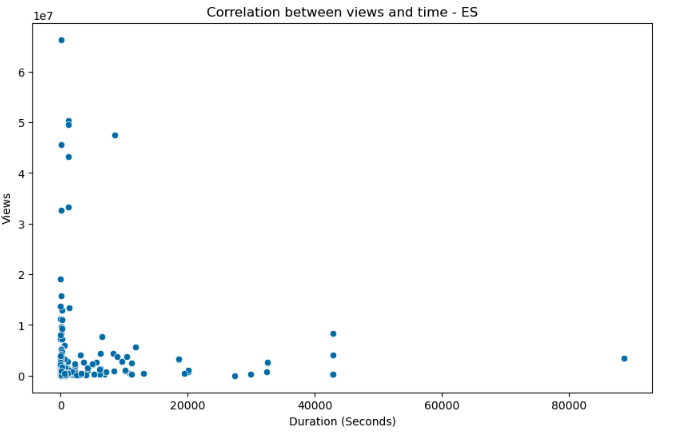 Correlation between views and time - ES
1e7
6
5
4
3
2
1
0
Views
0 20000 40000 60000 80000
Duration (Seconds)